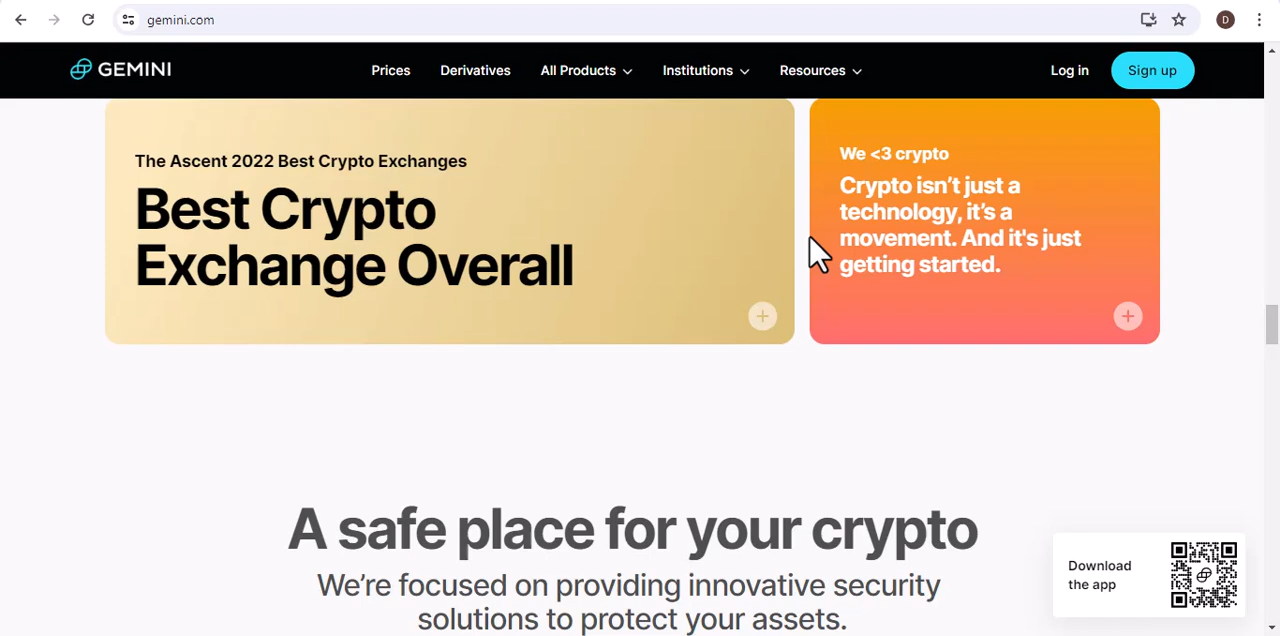 gemini.com
D
GEMINI
Prices
Derivatives
All Products
Institutions
Resources
Log in
Sign up
The Ascent 2022 Best Crypto Exchanges
Best Crypto
Exchange Overall
We <3 crypto
Crypto isn’t just a
technology, it’s a
movement. And it's just
getting started.
A safe place for your crypto
We’re focused on providing innovative security
solutions to protect your assets.
Download
the app